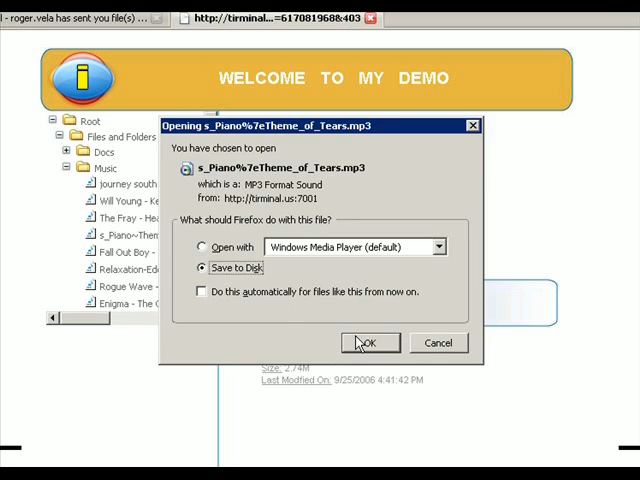 - roger.vela has sent you file(s) ...
http://tirminal...=617081968&403
WELCOME TO MY DEMO
Root
Files and Folders
Docs
Music
journey south
Will Young - Ke
The Fray - Hea
s_Piano~Them
Fall Out Boy -
Relaxation-Ed
Rogue Wave -
Enigma - The C
Opening s_Piano%7eTheme_of_Tears.mp3
You have chosen to open
s_Piano%7eTheme_of_Tears.mp3
which is a: MP3 Format Sound
from: http://tirminal.us:7001
What should Firefox do with this file?
Open with
Windows Media Player (default)
Save to Disk
Do this automatically for files like this from now on.
OK
Cancel
Size: 2.74M
Last Modfied On: 9/25/2006 4:41:42 PM